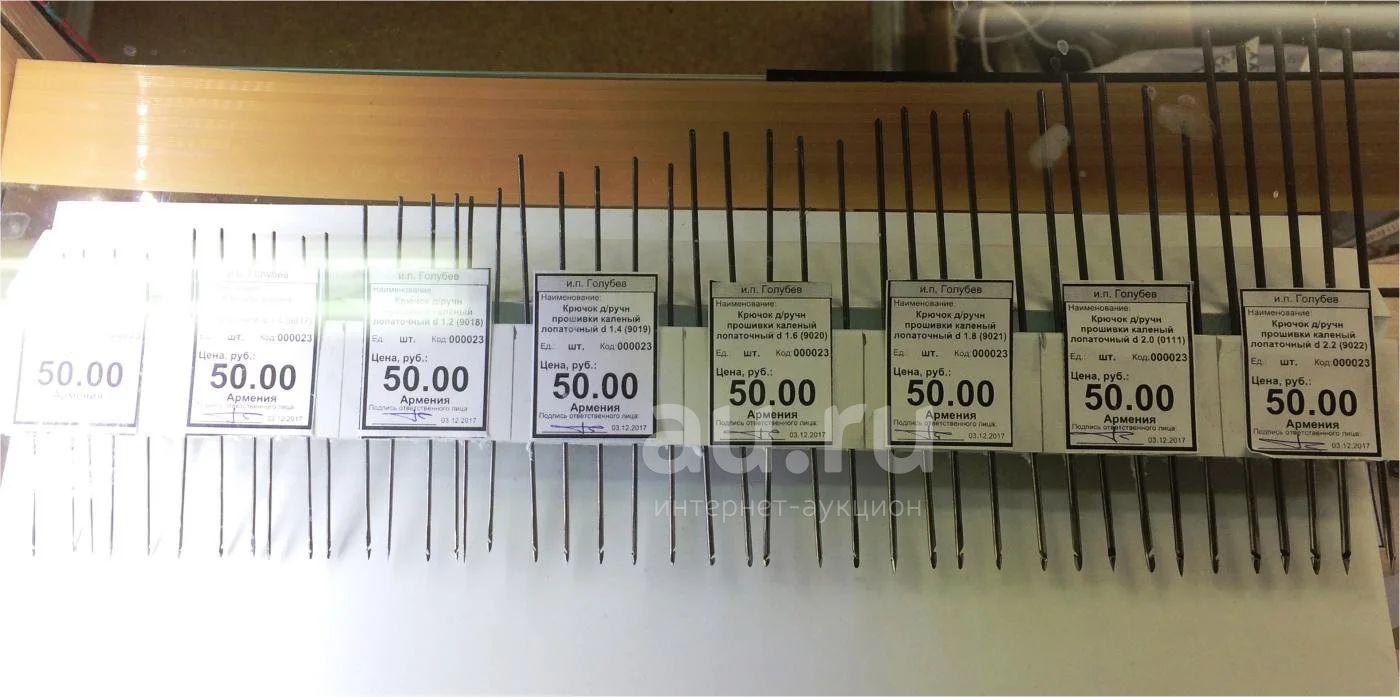 50.00
Армения
и.п. Голубев
50.00
Армения
Подпись ответственного лица
03.12.2017
и.п. Голубев
Наименование:
Крючок д/ручн
прошивки каленый
лопаточный d 1.2 (9018)
Ед.: шт. Код:000023
Цена, руб.:
50.00
Армения
Подпись ответственного лица
03.12.2017
и.п. Голубев
Наименование:
Крючок д/ручн
прошивки каленый
лопаточный d 1.4 (9019)
Ед.: шт. Код:000023
Цена, руб.:
50.00
Армения
Подпись ответственного лица:
03.12.2017
и.п. Голубев
Наименование:
Крючок д/ручн
прошивки каленый
лопаточный d 1.6 (9020)
Ед.: шт. Код:000023
Цена, руб.:
50.00
Армения
Подпись ответственного лица:
03.12.2017
и.п. Голубев
Наименование:
Крючок д/ручн
прошивки каленый
лопаточный d 1.8 (9021)
Ед.: шт. Код:000023
Цена, руб.:
50.00
Армения
Подпись ответственного лица:
03.12.2017
и.п. Голубев
Наименование:
Крючок д/ручн
прошивки каленый
лопаточный d 2.0 (0111)
Ед.: шт. Код:000023
Цена, руб.:
50.00
Армения
Подпись ответственного лица:
03.12.2017
и.п. Голубев
Наименование:
Крючок д/ручн
прошивки каленый
лопаточный d 2.2 (9022)
Ед.: шт. Код:000023
Цена, руб.:
50.00
Армения
Подпись ответственного лица:
03.12.2017
au.ru
интернет-аукцион